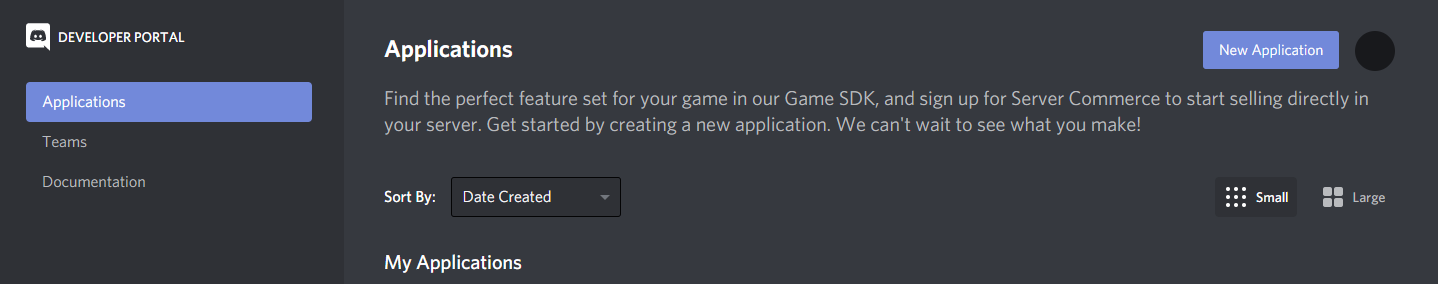 DEVELOPER PORTAL
Applications
Teams
Documentation
Applications
New Application
Find the perfect feature set for your game in our Game SDK, and sign up for Server Commerce to start selling directly in
your server. Get started by creating a new application. We can't wait to see what you make!
Sort By: Date Created
Small Large
My Applications